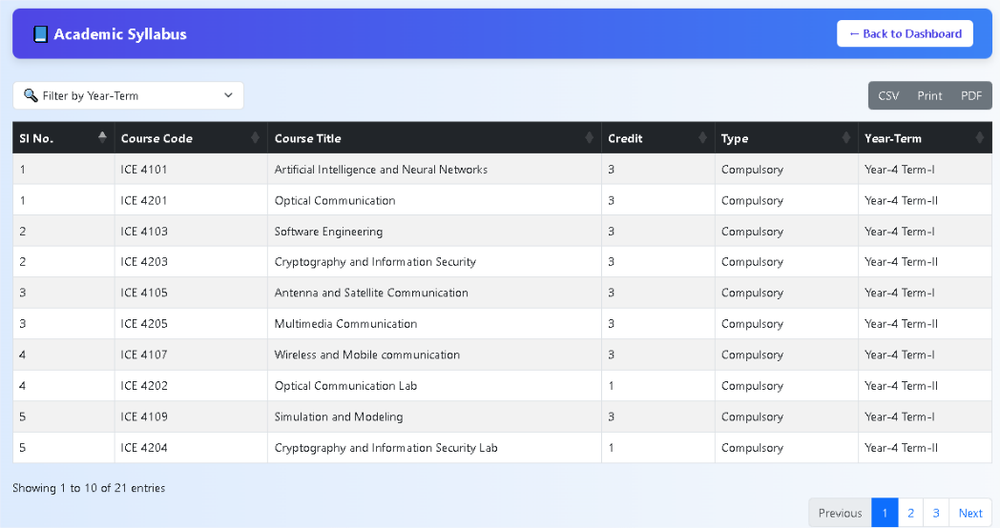 📘 Academic Syllabus ← Back to Dashboard
🔍 Filter by Year-Term CSV Print PDF
Sl No. Course Code Course Title Credit Type Year-Term
1 ICE 4101 Artificial Intelligence and Neural Networks 3 Compulsory Year-4 Term-I
1 ICE 4201 Optical Communication 3 Compulsory Year-4 Term-II
2 ICE 4103 Software Engineering 3 Compulsory Year-4 Term-I
2 ICE 4203 Cryptography and Information Security 3 Compulsory Year-4 Term-II
3 ICE 4105 Antenna and Satellite Communication 3 Compulsory Year-4 Term-I
3 ICE 4205 Multimedia Communication 3 Compulsory Year-4 Term-II
4 ICE 4107 Wireless and Mobile communication 3 Compulsory Year-4 Term-I
4 ICE 4202 Optical Communication Lab 1 Compulsory Year-4 Term-II
5 ICE 4109 Simulation and Modeling 3 Compulsory Year-4 Term-I
5 ICE 4204 Cryptography and Information Security Lab 1 Compulsory Year-4 Term-II
Showing 1 to 10 of 21 entries
Previous 1 2 3 Next